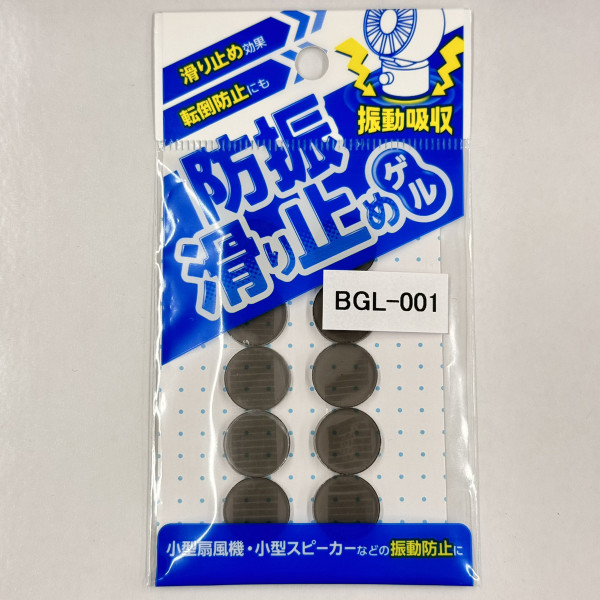 滑り止め効果
転倒防止にも
振動吸収
防振
滑り止めゲル
BGL-001
小型扇風機・小型スピーカーなどの振動防止に